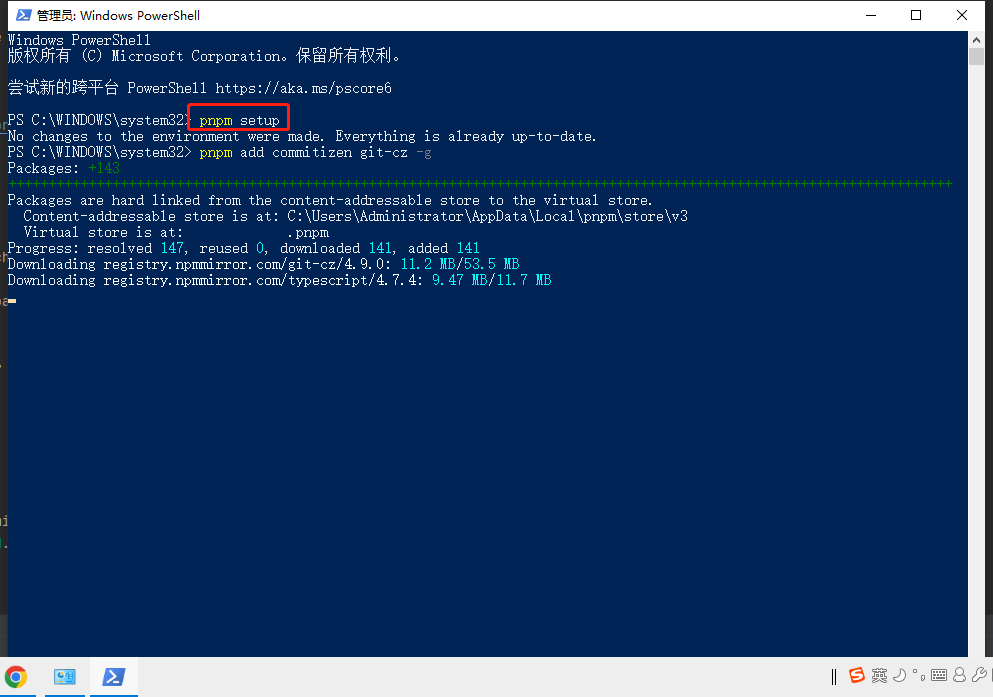 管理员: Windows PowerShell
Windows PowerShell
版权所有 (C) Microsoft Corporation。保留所有权利。
尝试新的跨平台 PowerShell https://aka.ms/pscore6
PS C:\WINDOWS\system32> pnpm setup
No changes to the environment were made. Everything is already up-to-date.
PS C:\WINDOWS\system32> pnpm add commitizen git-cz -g
Packages: +143
++++++++++++++++++++++++++++++++++++++++++++++++++++++++++++++++++++++++++++++++++++++++++++++++++++++++++++++++++++++
Packages are hard linked from the content-addressable store to the virtual store.
Content-addressable store is at: C:\Users\Administrator\AppData\Local\pnpm\store\v3
Virtual store is at: .pnpm
Progress: resolved 147, reused 0, downloaded 141, added 141
Downloading registry.npmmirror.com/git-cz/4.9.0: 11.2 MB/53.5 MB
Downloading registry.npmmirror.com/typescript/4.7.4: 9.47 MB/11.7 MB
英